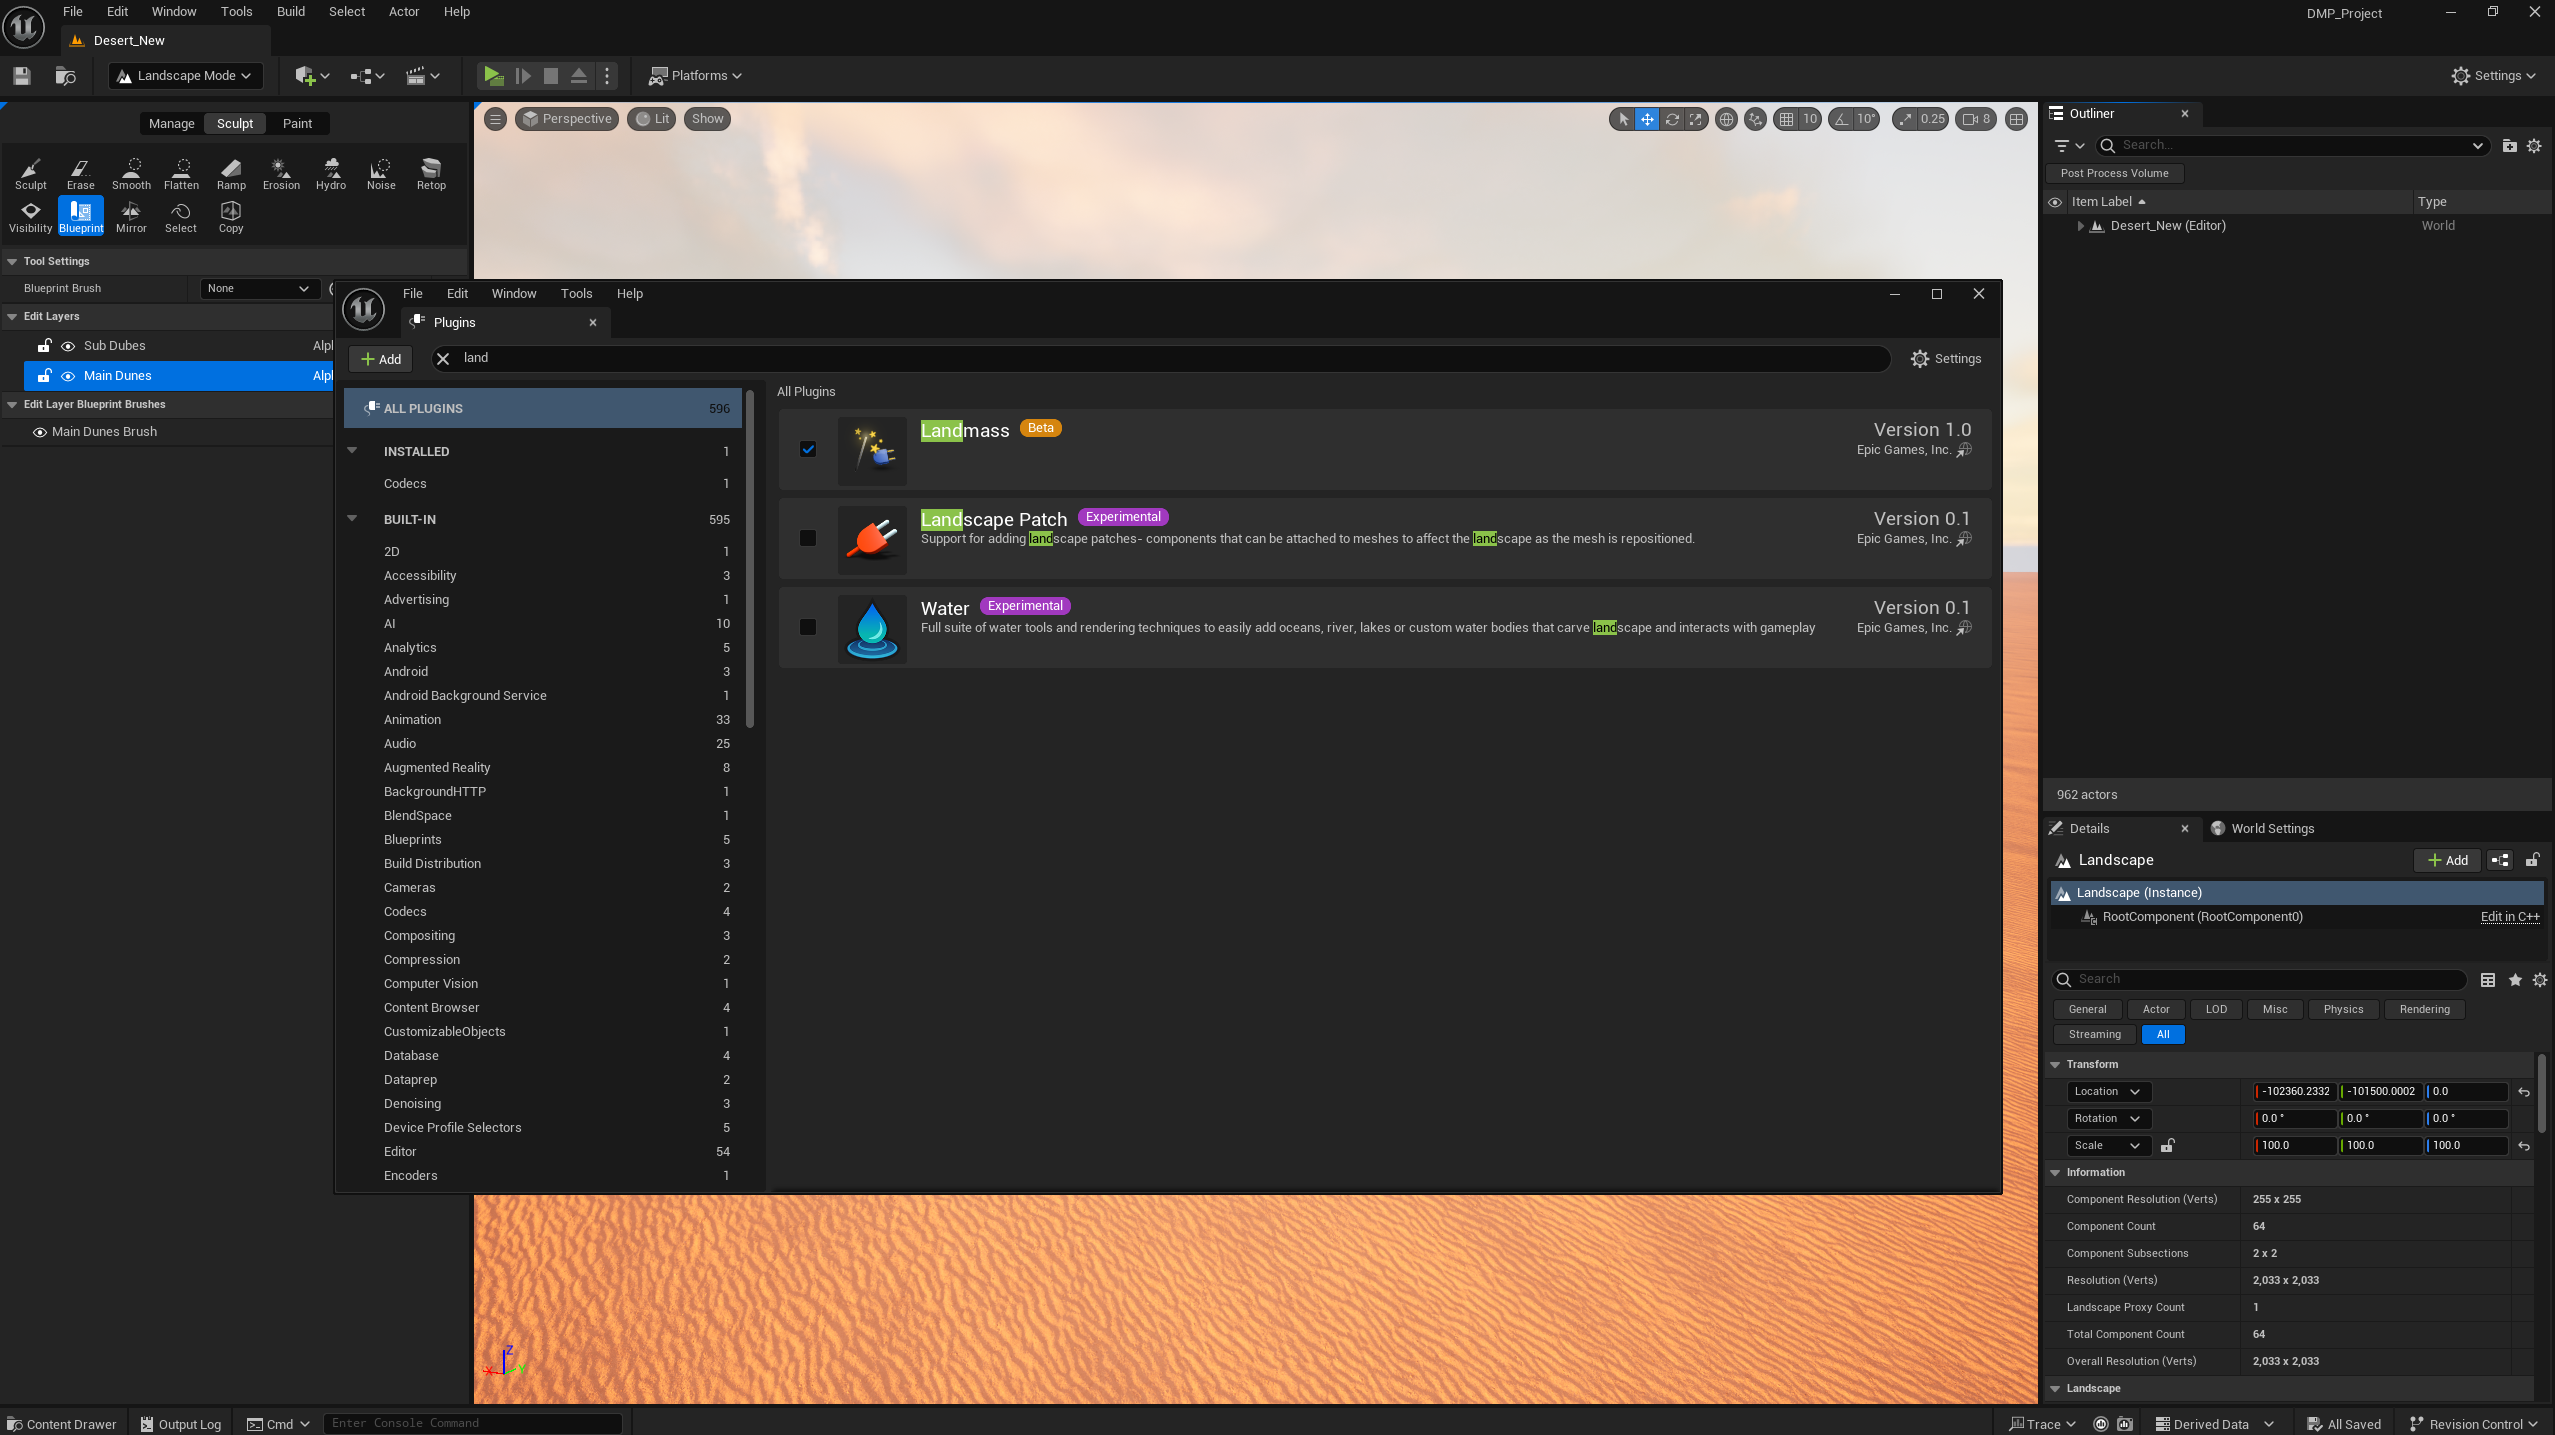 File Edit Window Tools Build Select Actor Help
DMP_Project
Desert_New
Landscape Mode
Platforms
Settings
Manage Sculpt Paint
Sculpt Erase Smooth Flatten Ramp Erosion Hydro Noise Retop
Visibility Blueprint Mirror Select Copy
Tool Settings
Blueprint Brush None
Edit Layers
Sub Dubes Alpl
Main Dunes Alpl
Edit Layer Blueprint Brushes
Main Dunes Brush
Perspective Lit Show
10 10° 0.25 8
File Edit Window Tools Help
Plugins
Add land Settings
ALL PLUGINS 596
INSTALLED 1
Codecs 1
BUILT-IN 595
2D 1
Accessibility 3
Advertising 1
AI 10
Analytics 5
Android 3
Android Background Service 1
Animation 33
Audio 25
Augmented Reality 8
BackgroundHTTP 1
BlendSpace 1
Blueprints 5
Build Distribution 3
Cameras 2
Codecs 4
Compositing 3
Compression 2
Computer Vision 1
Content Browser 4
CustomizableObjects 1
Database 4
Dataprep 2
Denoising 3
Device Profile Selectors 5
Editor 54
Encoders 1
All Plugins
Landmass Beta Version 1.0
Epic Games, Inc.
Landscape Patch Experimental Version 0.1
Support for adding landscape patches- components that can be attached to meshes to affect the landscape as the mesh is repositioned. Epic Games, Inc.
Water Experimental Version 0.1
Full suite of water tools and rendering techniques to easily add oceans, river, lakes or custom water bodies that carve landscape and interacts with gameplay Epic Games, Inc.
Z
X Y
Outliner
Search...
Post Process Volume
Item Label Type
Desert_New (Editor) World
962 actors
Details World Settings
Landscape Add
Landscape (Instance)
RootComponent (RootComponent0) Edit in C++
Search
General Actor LOD Misc Physics Rendering
Streaming All
Transform
Location -102360.2332 -101500.0002 0.0
Rotation 0.0 ° 0.0 ° 0.0 °
Scale 100.0 100.0 100.0
Information
Component Resolution (Verts) 255 x 255
Component Count 64
Component Subsections 2 x 2
Resolution (Verts) 2,033 x 2,033
Landscape Proxy Count 1
Total Component Count 64
Overall Resolution (Verts) 2,033 x 2,033
Landscape
Content Drawer Output Log Cmd Enter Console Command
Trace Derived Data All Saved Revision Control